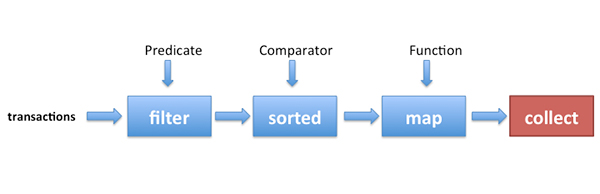 Predicate
Comparator
Function
transactions
filter
sorted
map
collect